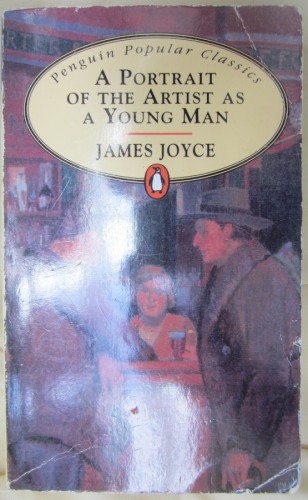 Penguin Popular Classics
A PORTRAIT
OF THE ARTIST AS
A YOUNG MAN
JAMES JOYCE